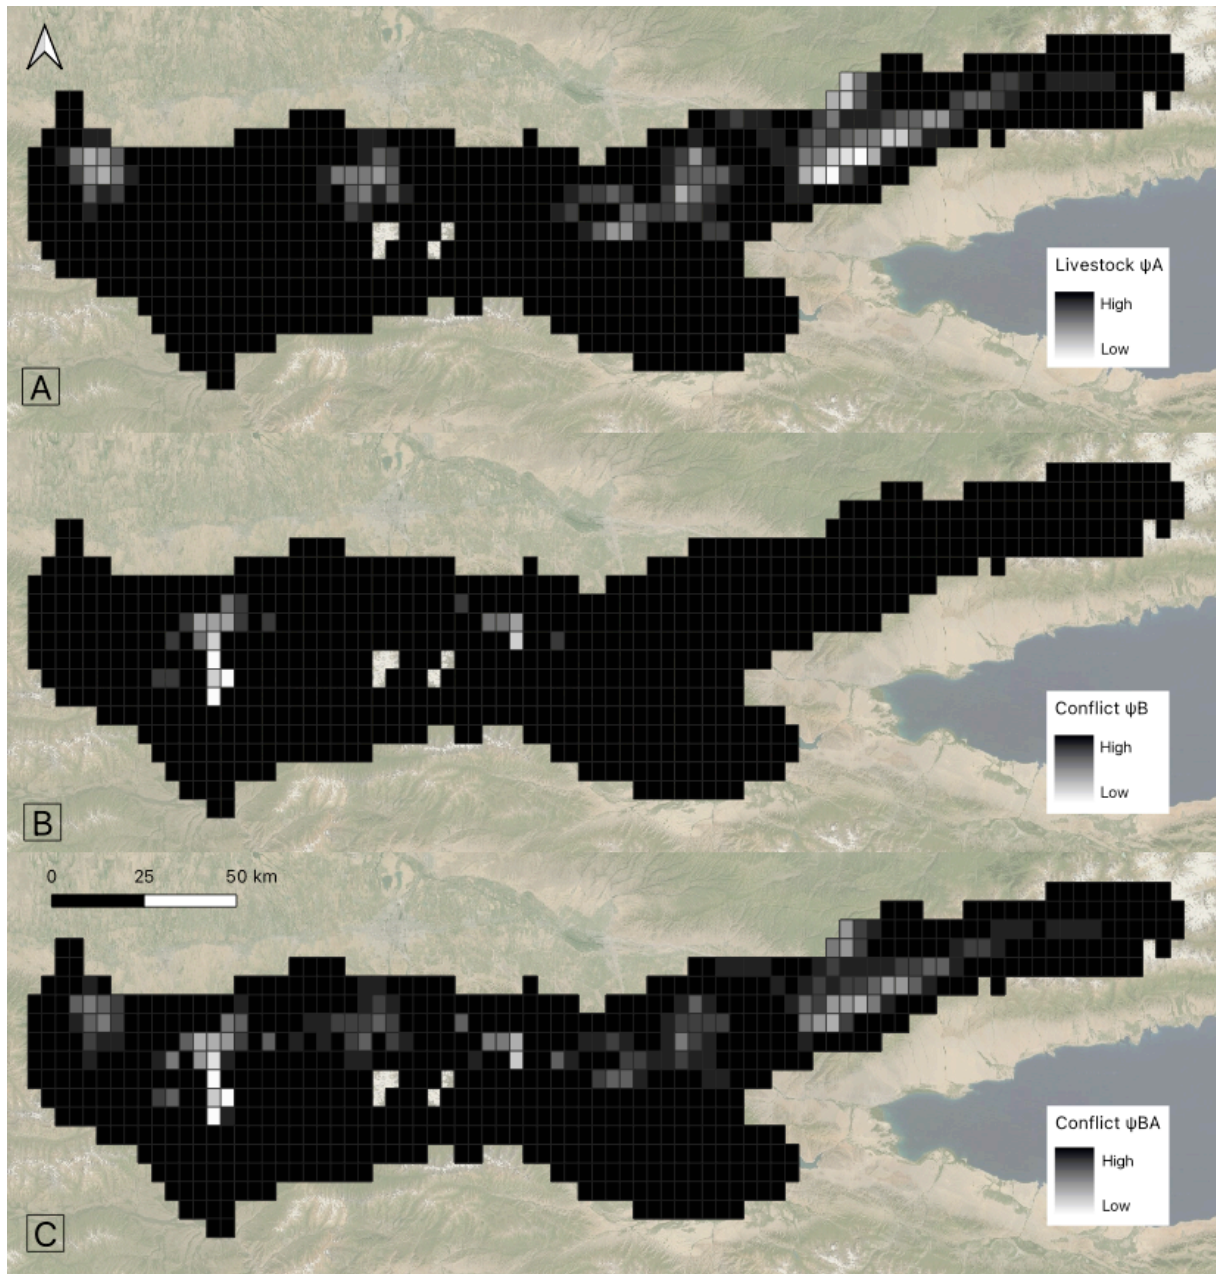 Livestock ψA
High
Low
A
Conflict ψB
High
Low
B
0 25 50 km
Conflict ψBA
High
Low
C